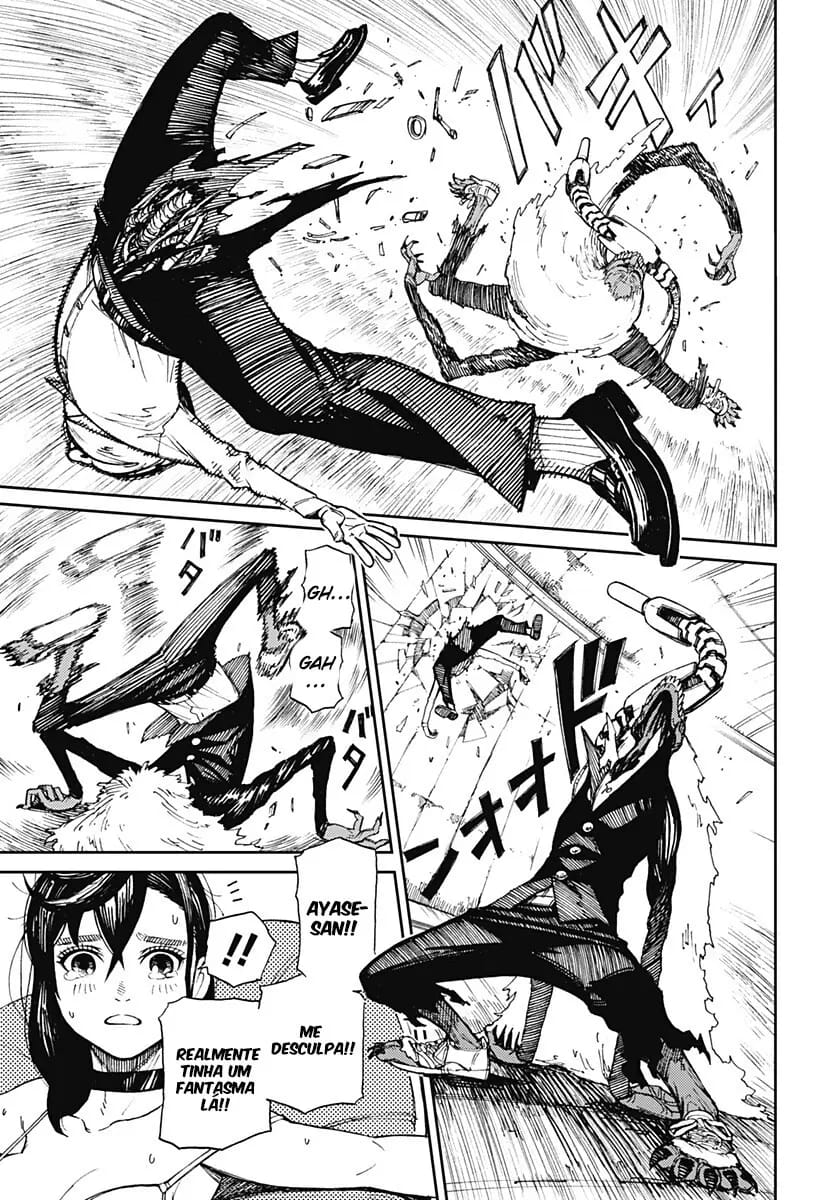 バキィ
ドンオオオ
GH...
GAH
...
バタ
バタ
AYASE-
SAN!!
!!
ME
DESCULPA!!
REALMENTE
TINHA UM
FANTASMA
LÁ!!